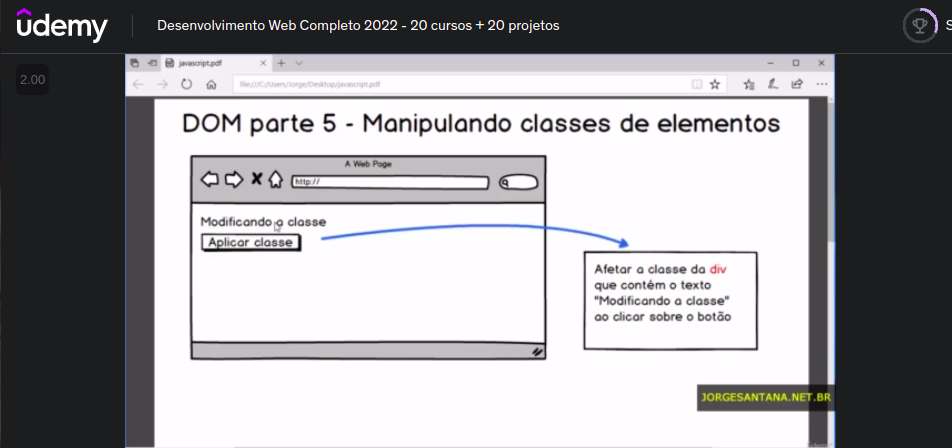 ûdemy
Desenvolvimento Web Completo 2022 - 20 cursos + 20 projetos
S
2.00
javascript.pdf
file:///C:/Users/Jorge/Desktop/javascript.pdf
DOM parte 5 - Manipulando classes de elementos
A Web Page
http://
Modificando a classe
Aplicar classe
Afetar a classe da div
que contém o texto
"Modificando a classe"
ao clicar sobre o botão
JORGESANTANA.NET.BR
udemy